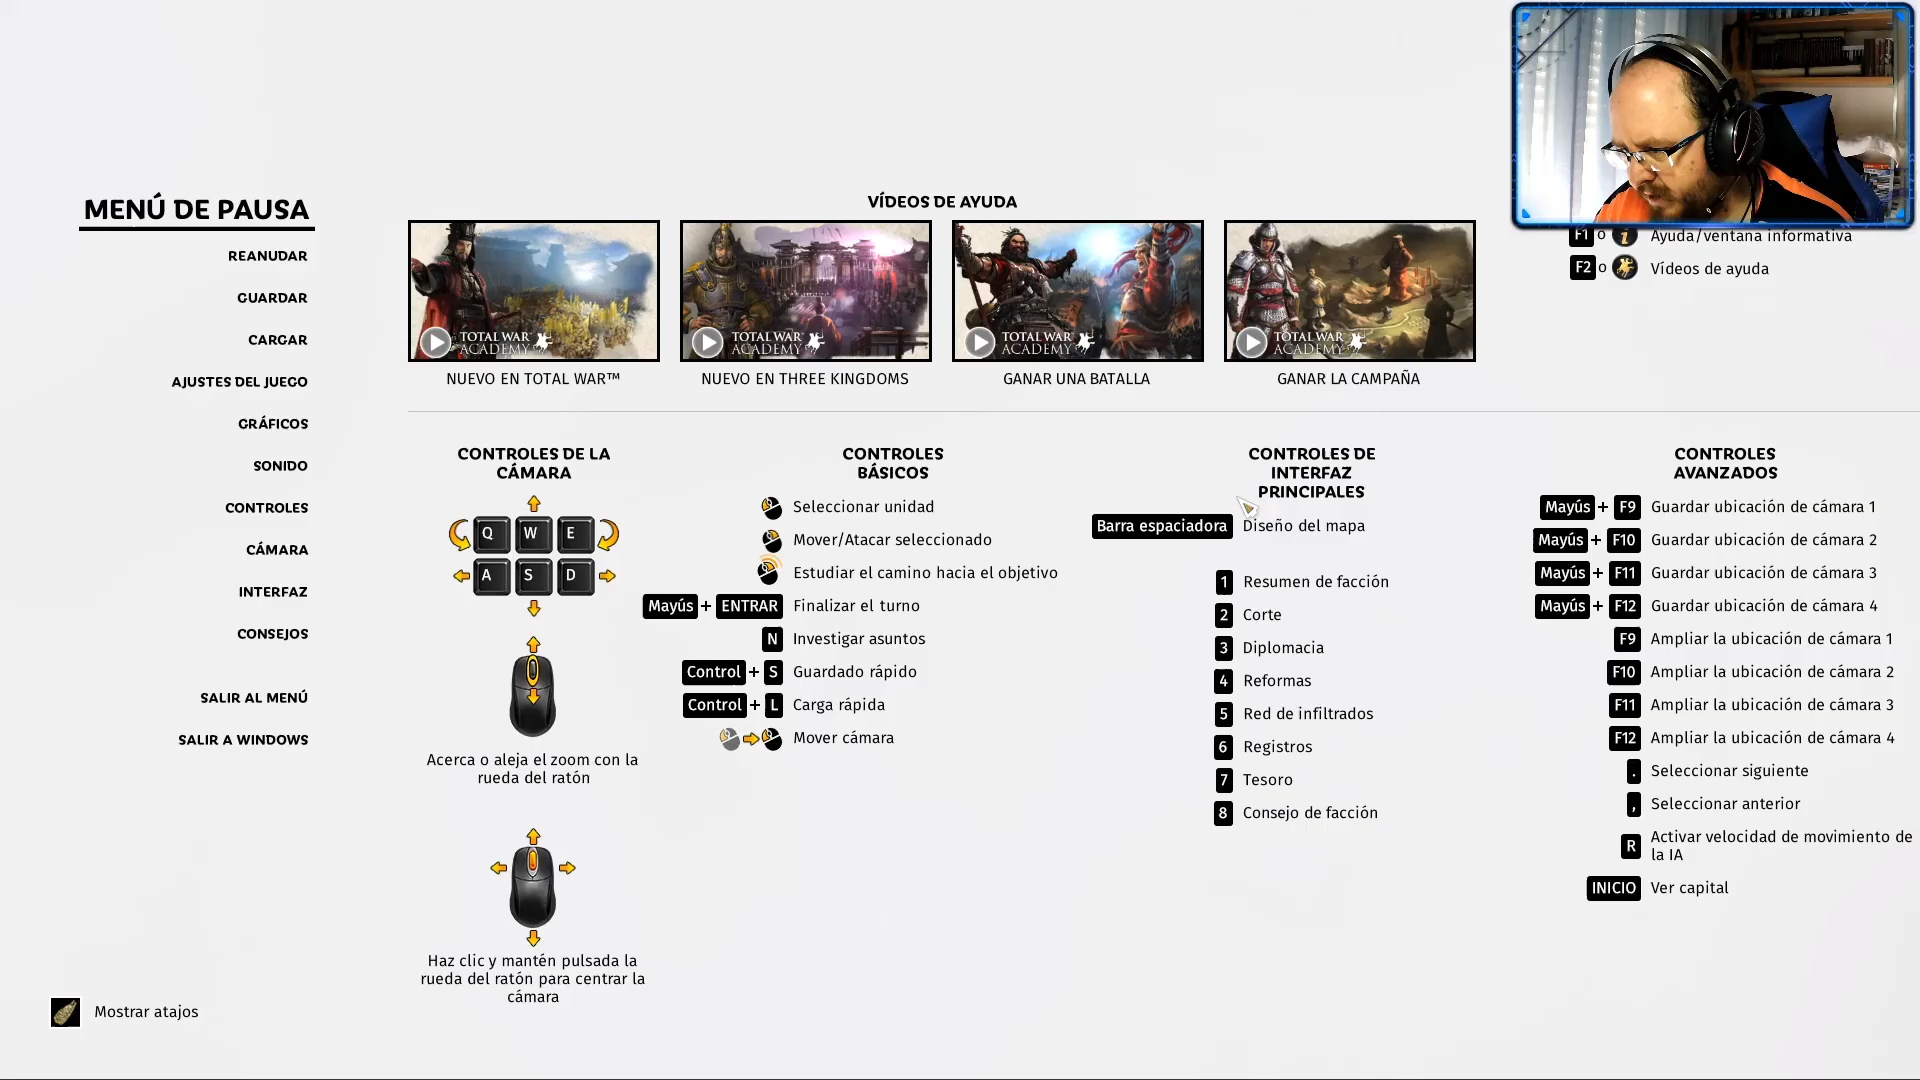 MENÚ DE PAUSA
REANUDAR
GUARDAR
CARGAR
AJUSTES DEL JUEGO
GRÁFICOS
SONIDO
CONTROLES
CÁMARA
INTERFAZ
CONSEJOS
SALIR AL MENÚ
SALIR A WINDOWS
Mostrar atajos
VÍDEOS DE AYUDA
TOTAL WAR
ACADEMY
NUEVO EN TOTAL WAR™
TOTAL WAR
ACADEMY
NUEVO EN THREE KINGDOMS
TOTAL WAR
ACADEMY
GANAR UNA BATALLA
TOTAL WAR
ACADEMY
GANAR LA CAMPAÑA
F1 o Ayuda/ventana informativa
F2 o Vídeos de ayuda
CONTROLES DE LA
CÁMARA
Q W E
A S D
Acerca o aleja el zoom con la
rueda del ratón
Haz clic y mantén pulsada la
rueda del ratón para centrar la
cámara
CONTROLES
BÁSICOS
Seleccionar unidad
Mover/Atacar seleccionado
Estudiar el camino hacia el objetivo
Mayús + ENTRAR Finalizar el turno
N Investigar asuntos
Control + S Guardado rápido
Control + L Carga rápida
Mover cámara
CONTROLES DE
INTERFAZ
PRINCIPALES
Barra espaciadora Diseño del mapa
1 Resumen de facción
2 Corte
3 Diplomacia
4 Reformas
5 Red de infiltrados
6 Registros
7 Tesoro
8 Consejo de facción
CONTROLES
AVANZADOS
Mayús + F9 Guardar ubicación de cámara 1
Mayús + F10 Guardar ubicación de cámara 2
Mayús + F11 Guardar ubicación de cámara 3
Mayús + F12 Guardar ubicación de cámara 4
F9 Ampliar la ubicación de cámara 1
F10 Ampliar la ubicación de cámara 2
F11 Ampliar la ubicación de cámara 3
F12 Ampliar la ubicación de cámara 4
. Seleccionar siguiente
, Seleccionar anterior
R Activar velocidad de movimiento de
la IA
INICIO Ver capital